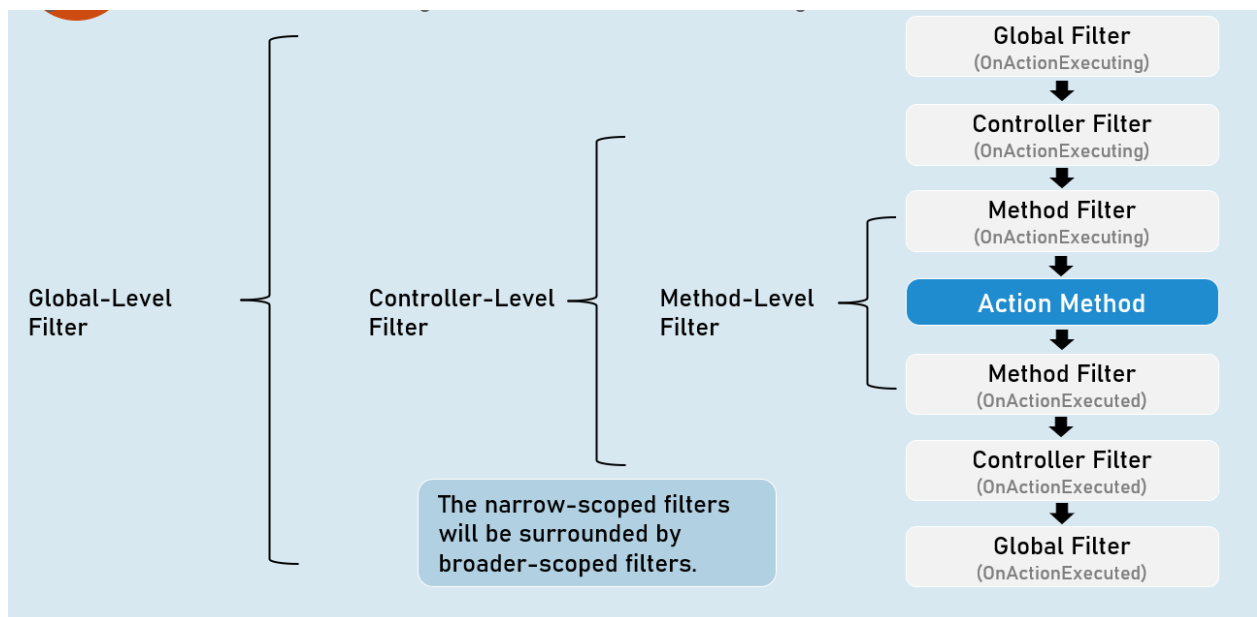 Global Filter
(OnActionExecuting)
Controller Filter
(OnActionExecuting)
Method Filter
(OnActionExecuting)
Global-Level
Filter
Controller-Level
Filter
Method-Level
Filter
Action Method
Method Filter
(OnActionExecuted)
Controller Filter
(OnActionExecuted)
The narrow-scoped filters
will be surrounded by
broader-scoped filters.
Global Filter
(OnActionExecuted)